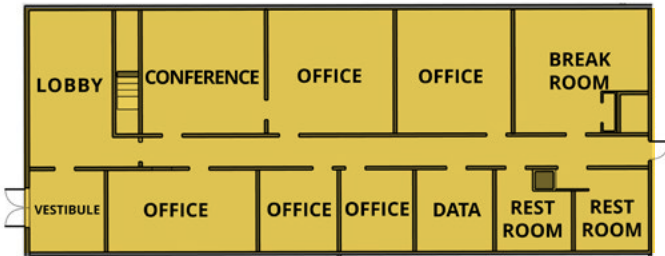 LOBBY
CONFERENCE
OFFICE
OFFICE
BREAK
ROOM
VESTIBULE
OFFICE
OFFICE
OFFICE
DATA
REST
ROOM
REST
ROOM